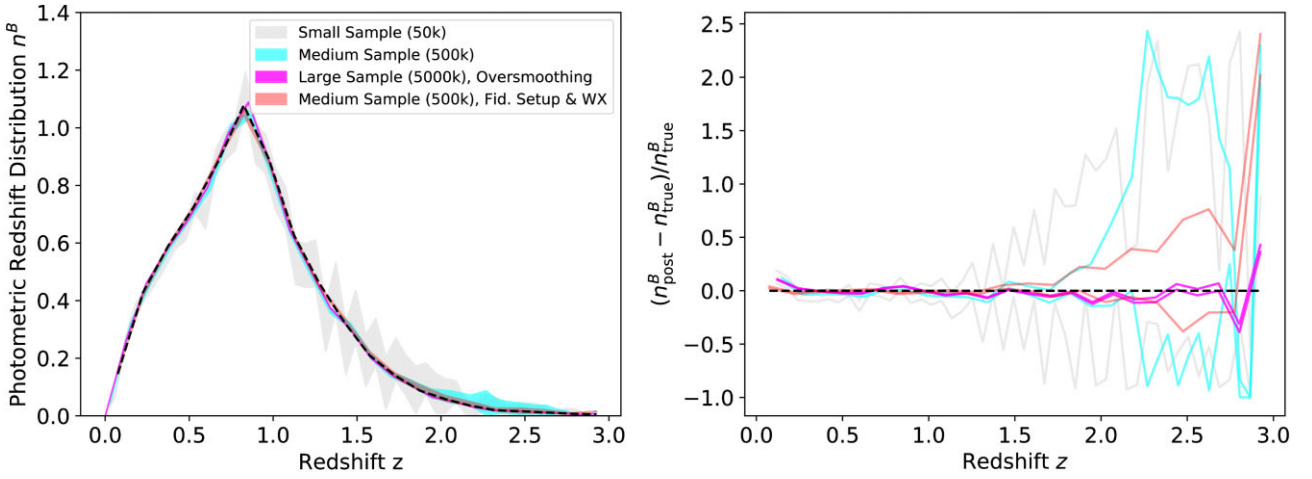 1.4
1.2
1.0
0.8
0.6
0.4
0.2
0.0
Photometric Redshift Distribution n^B
Small Sample (50k)
Medium Sample (500k)
Large Sample (5000k), Oversmoothing
Medium Sample (500k), Fid. Setup & WX
0.0 0.5 1.0 1.5 2.0 2.5 3.0
Redshift z
2.5
2.0
1.5
1.0
0.5
0.0
−0.5
−1.0
(n^B_post − n^B_true)/n^B_true
0.0 0.5 1.0 1.5 2.0 2.5 3.0
Redshift z